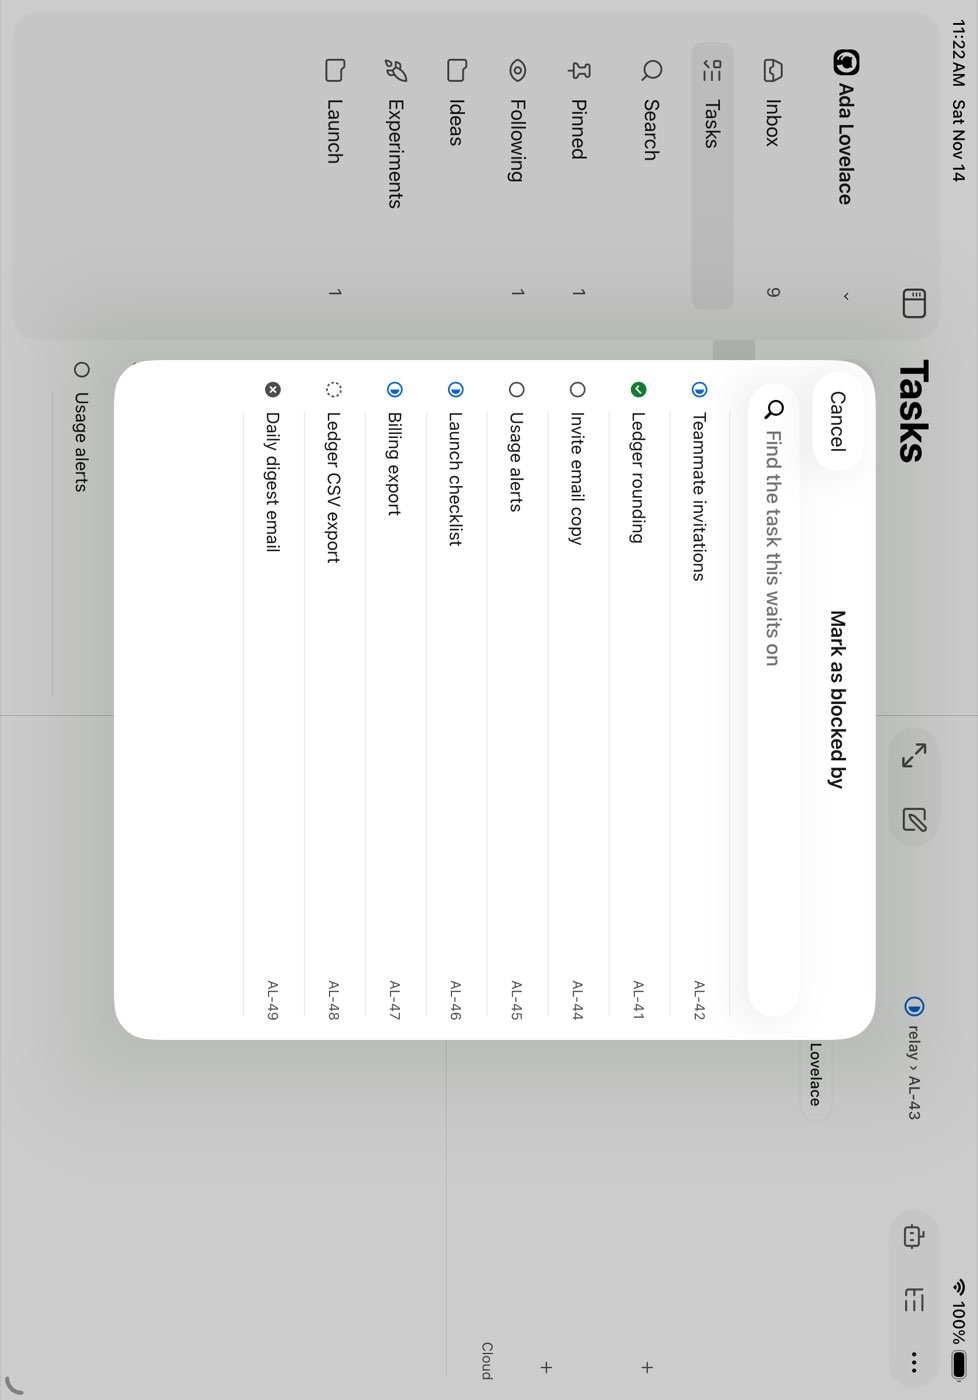 11:22 AM Sat Nov 14
100%
Tasks
relay › AL-43
Ada Lovelace
Inbox 9
Tasks
Search
Pinned 1
Following 1
Ideas
Experiments
Launch 1
Cancel
Mark as blocked by
Find the task this waits on
Teammate invitations AL-42
Ledger rounding AL-41
Invite email copy AL-44
Usage alerts AL-45
Launch checklist AL-46
Billing export AL-47
Ledger CSV export AL-48
Daily digest email AL-49
Lovelace
Cloud
Usage alerts